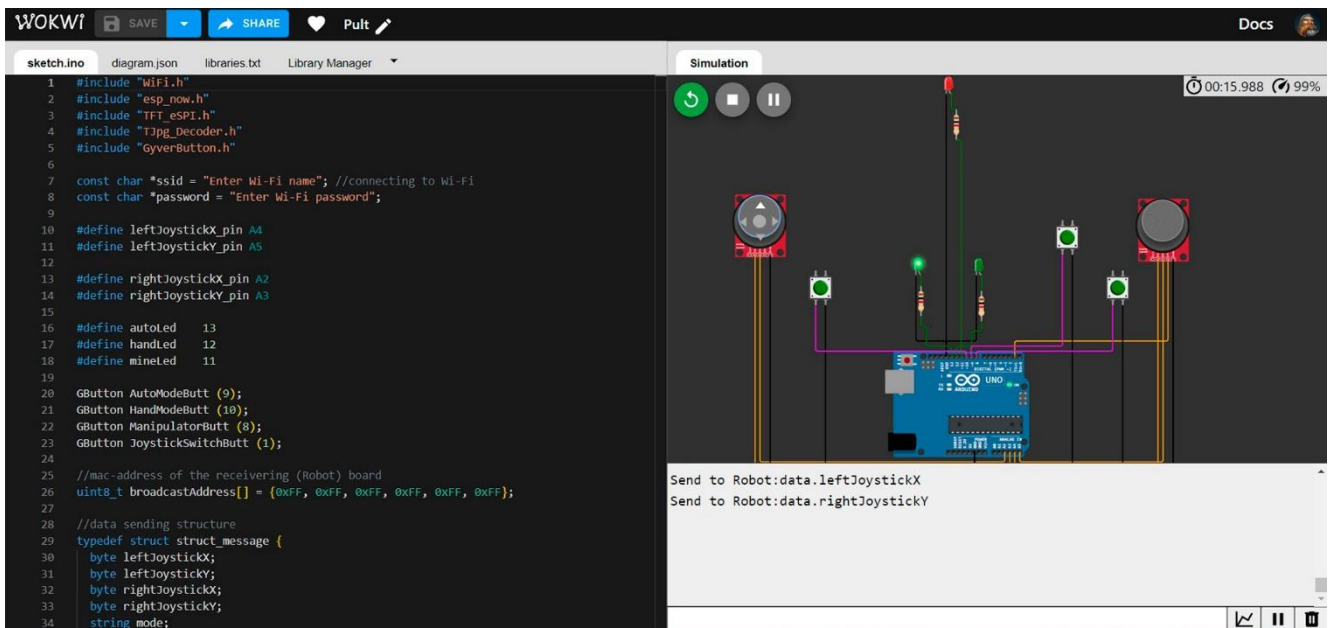 WOKWI SAVE SHARE Pult Docs
sketch.ino diagram.json libraries.txt Library Manager
1 #include "WiFi.h"
2 #include "esp_now.h"
3 #include "TFT_eSPI.h"
4 #include "TJpg_Decoder.h"
5 #include "GyverButton.h"
6
7 const char *ssid = "Enter Wi-Fi name"; //connecting to Wi-Fi
8 const char *password = "Enter Wi-Fi password";
9
10 #define leftJoystickX_pin A4
11 #define leftJoystickY_pin A5
12
13 #define rightJoystickX_pin A2
14 #define rightJoystickY_pin A3
15
16 #define autoLed 13
17 #define handLed 12
18 #define mineLed 11
19
20 GButton AutoModeButt (9);
21 GButton HandModeButt (10);
22 GButton ManipulatorButt (8);
23 GButton JoystickSwitchButt (1);
24
25 //mac-address of the receivering (Robot) board
26 uint8_t broadcastAddress[] = {0xFF, 0xFF, 0xFF, 0xFF, 0xFF, 0xFF};
27
28 //data sending structure
29 typedef struct struct_message {
30 byte leftJoystickX;
31 byte leftJoystickY;
32 byte rightJoystickX;
33 byte rightJoystickY;
34 string mode;
Simulation
00:15.988 99%
UNO
ARDUINO
Send to Robot:data.leftJoystickX
Send to Robot:data.rightJoystickY